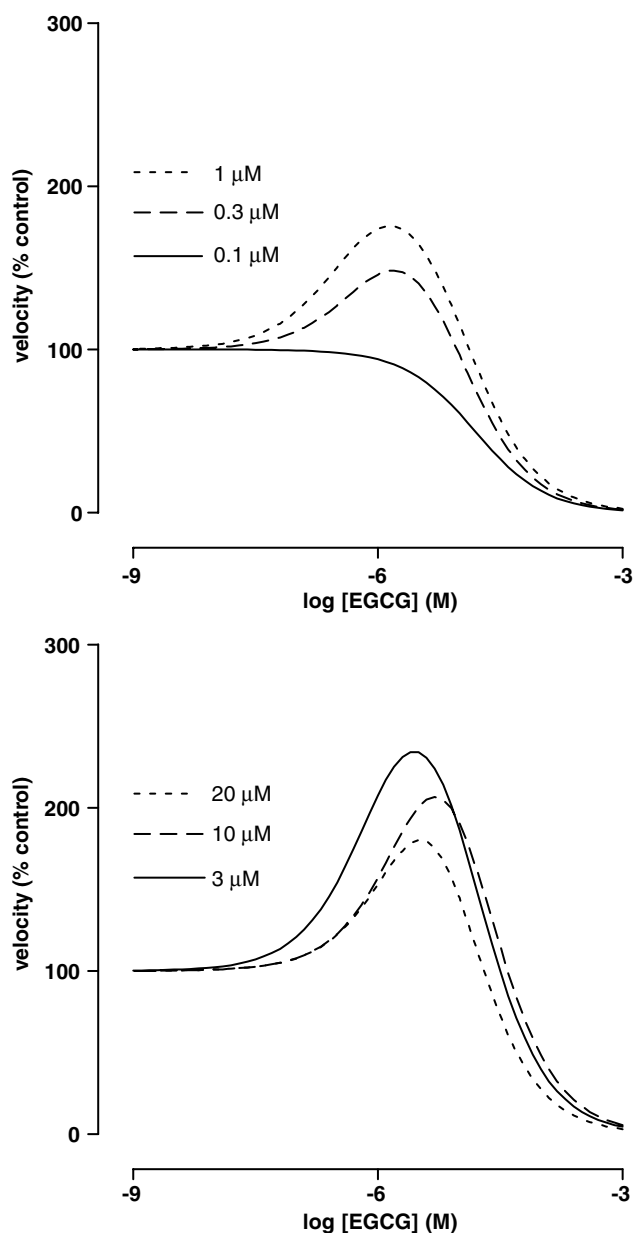 300
200
100
0
velocity (% control)
1 μM
0.3 μM
0.1 μM
-9
-6
-3
log [EGCG] (M)
300
200
100
0
velocity (% control)
20 μM
10 μM
3 μM
-9
-6
-3
log [EGCG] (M)